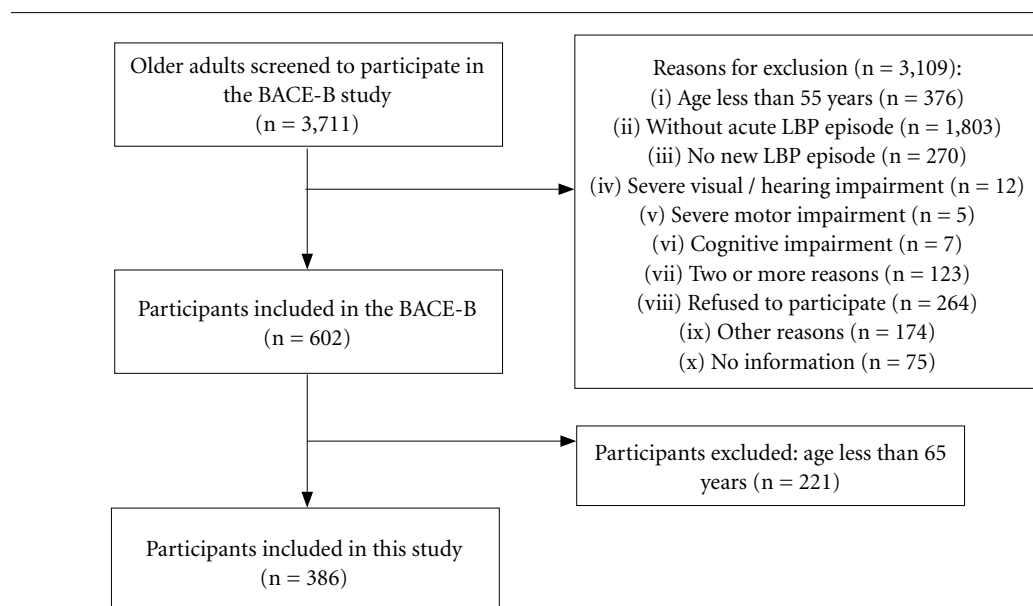 Older adults screened to participate in
the BACE-B study
(n = 3,711)
Reasons for exclusion (n = 3,109):
(i) Age less than 55 years (n = 376)
(ii) Without acute LBP episode (n = 1,803)
(iii) No new LBP episode (n = 270)
(iv) Severe visual / hearing impairment (n = 12)
(v) Severe motor impairment (n = 5)
(vi) Cognitive impairment (n = 7)
(vii) Two or more reasons (n = 123)
(viii) Refused to participate (n = 264)
(ix) Other reasons (n = 174)
(x) No information (n = 75)
Participants included in the BACE-B
(n = 602)
Participants excluded: age less than 65
years (n = 221)
Participants included in this study
(n = 386)